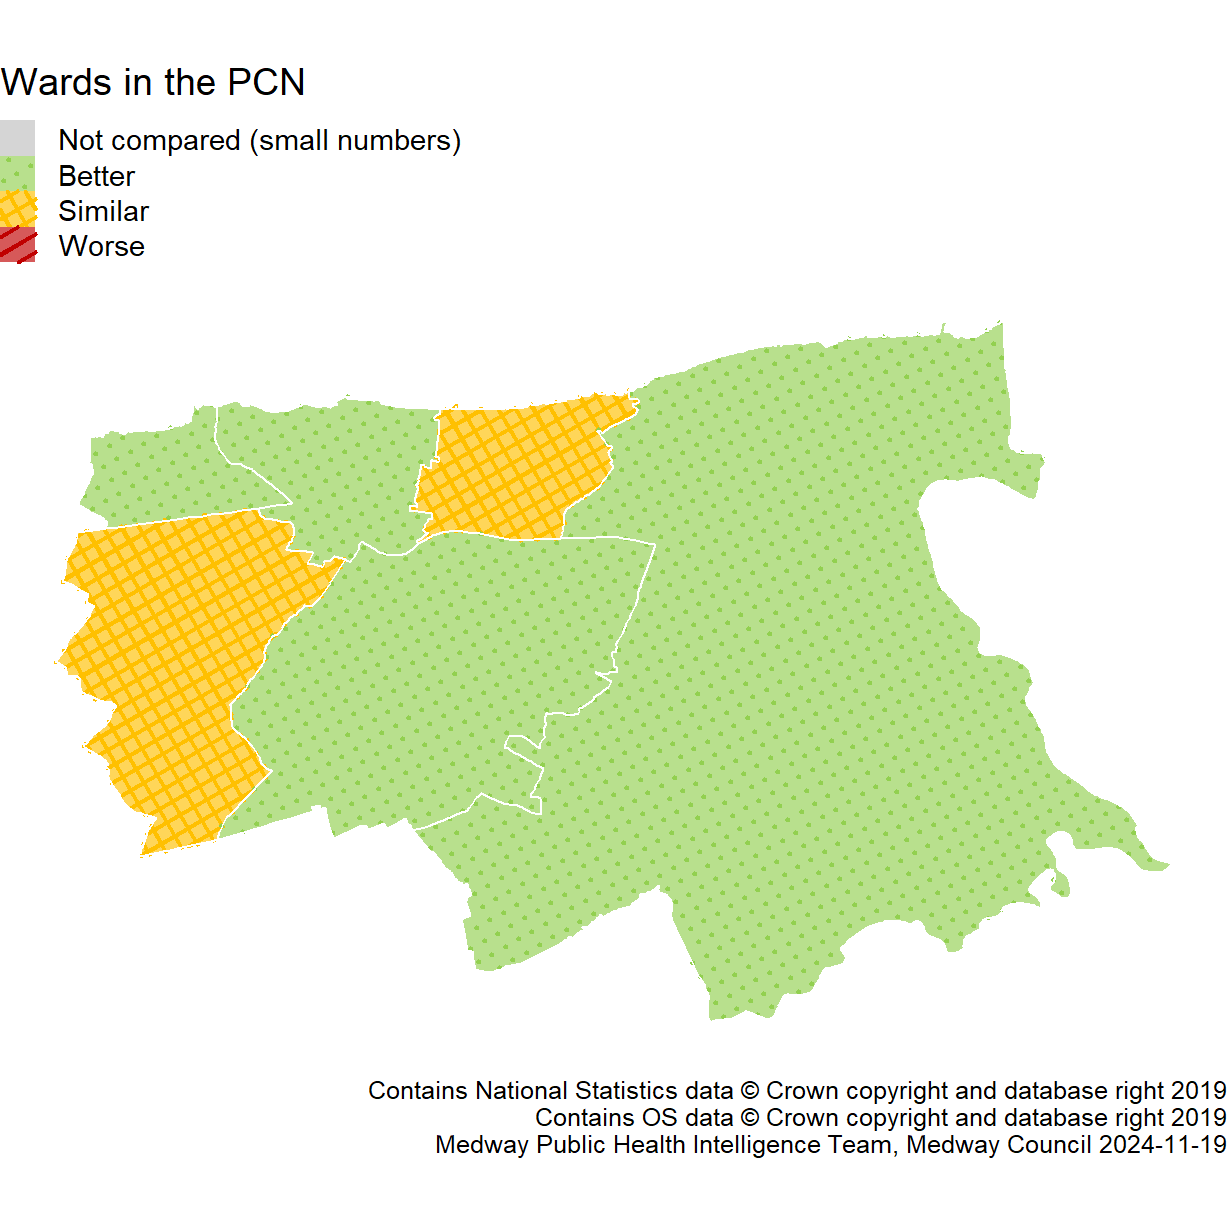 Wards in the PCN
Not compared (small numbers)
Better
Similar
Worse
Contains National Statistics data © Crown copyright and database right 2019
Contains OS data © Crown copyright and database right 2019
Medway Public Health Intelligence Team, Medway Council 2024-11-19